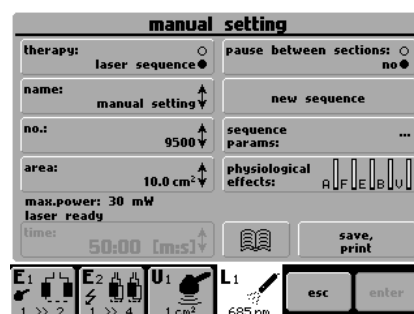 manual setting
therapy:
laser sequence
pause between sections:
no
name:
manual setting
new sequence
no.:
9500
sequence
params:
...
area:
10.0 cm²
physiological
effects:
A F E B U
max.power: 30 mW
laser ready
time:
50:00 [m:s]
save,
print
E1
1 >> 2
E2
1 >> 4
U1
1 cm²
L1
685 nm
esc
enter